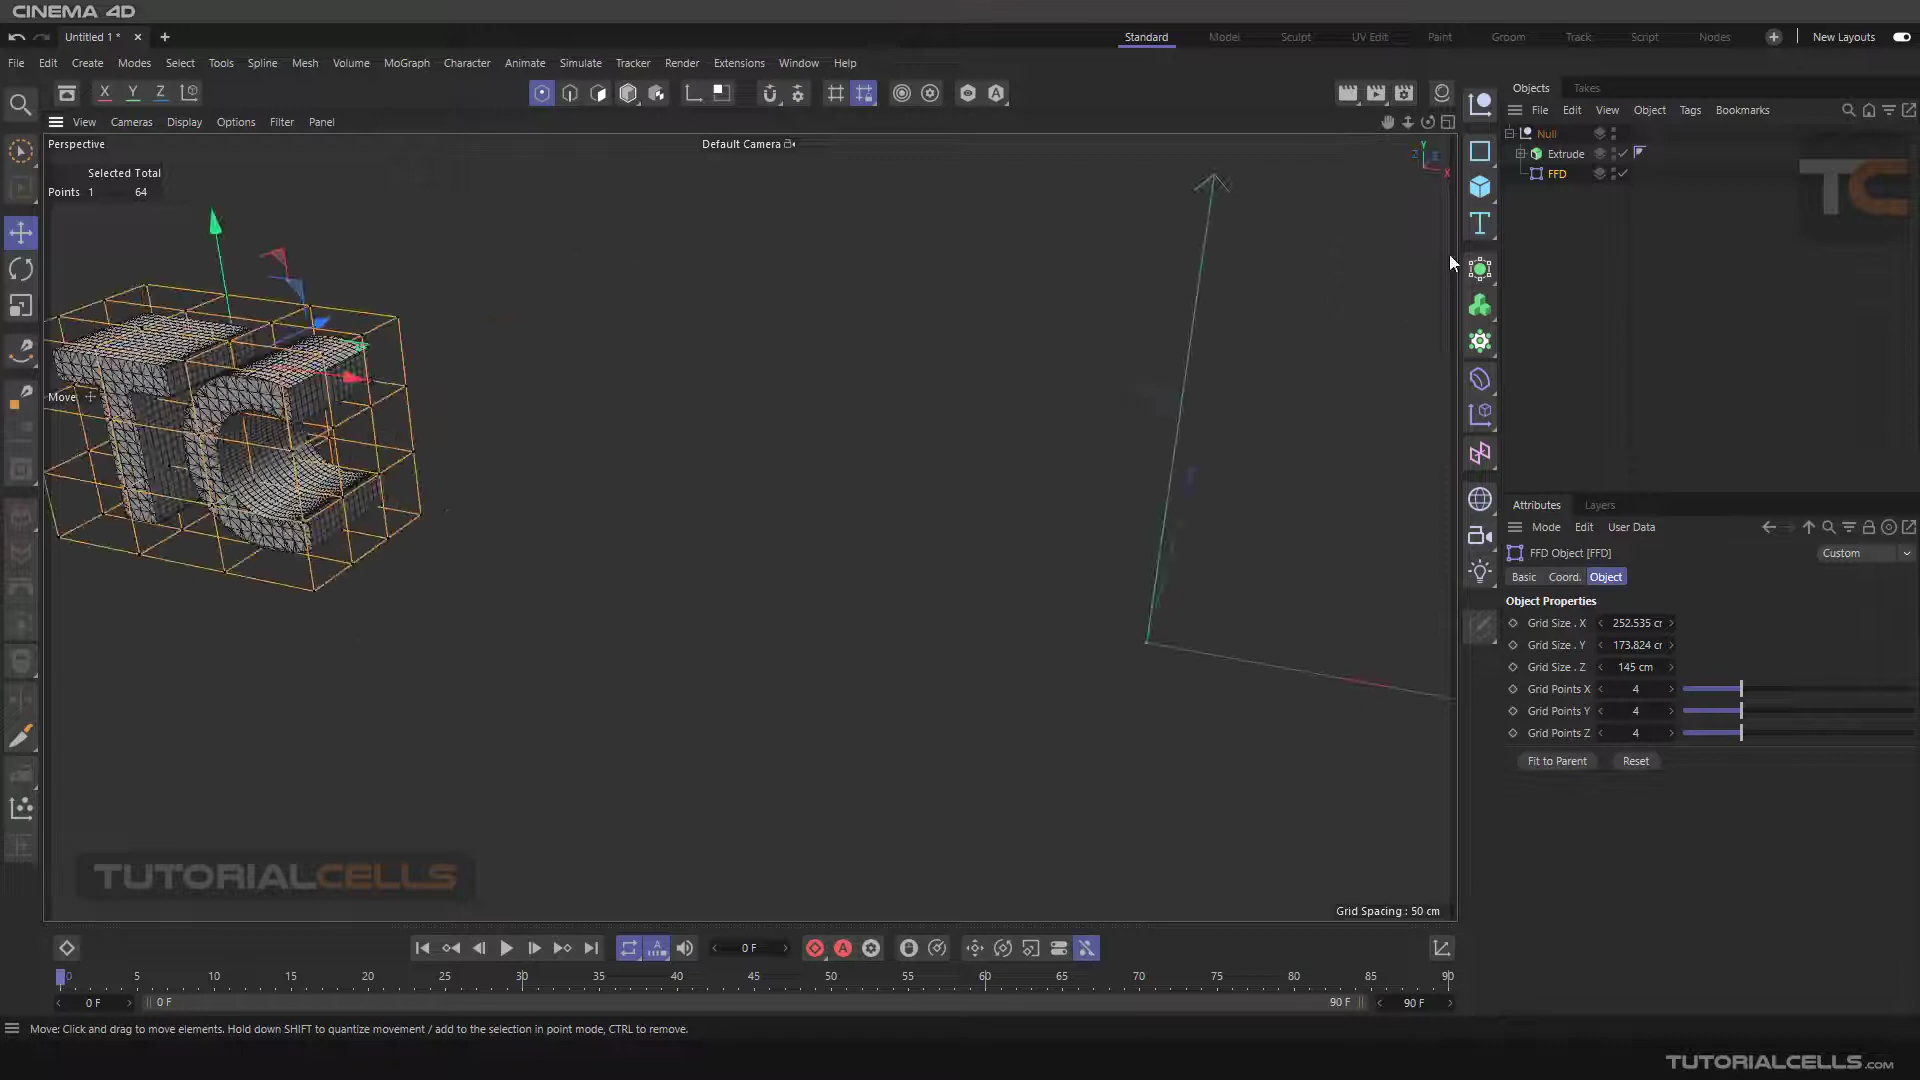 CINEMA 4D
Untitled 1 *
Standard Model Sculpt UV Edit Paint Groom Track Script Nodes New Layouts
File Edit Create Modes Select Tools Spline Mesh Volume MoGraph Character Animate Simulate Tracker Render Extensions Window Help
X Y Z
Objects Takes
File Edit View Object Tags Bookmarks
View Cameras Display Options Filter Panel
Perspective
Default Camera
Selected Total
Points 1 64
Move
Y
Z
X
Null
Extrude
FFD
TC
TC
Attributes Layers
Mode Edit User Data
FFD Object [FFD]
Custom
Basic Coord. Object
Object Properties
Grid Size . X 252.535 cr
Grid Size . Y 173.824 cr
Grid Size . Z 145 cm
Grid Points X 4
Grid Points Y 4
Grid Points Z 4
Fit to Parent Reset
TUTORIALCELLS
Grid Spacing : 50 cm
0 F
0 5 10 15 20 25 30 35 40 45 50 55 60 65 70 75 80 85 90
0 F 0 F 90 F 90 F
Move: Click and drag to move elements. Hold down SHIFT to quantize movement / add to the selection in point mode, CTRL to remove.
TUTORIALCELLS.com